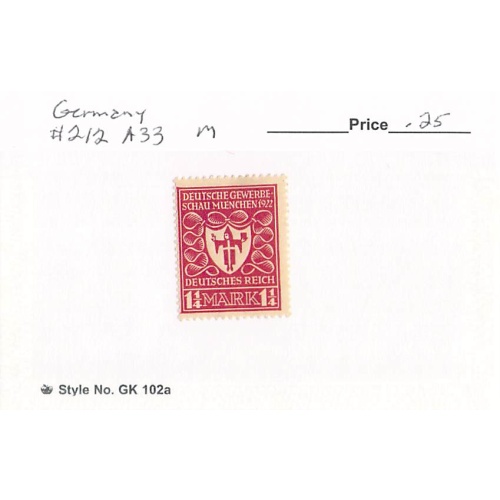 Germany
#212 A33 M
Price .25
DEUTSCHE GEWERBE-
SCHAU MUENCHEN 1922
DEUTSCHES REICH
1¼ MARK 1¼
Style No. GK 102a